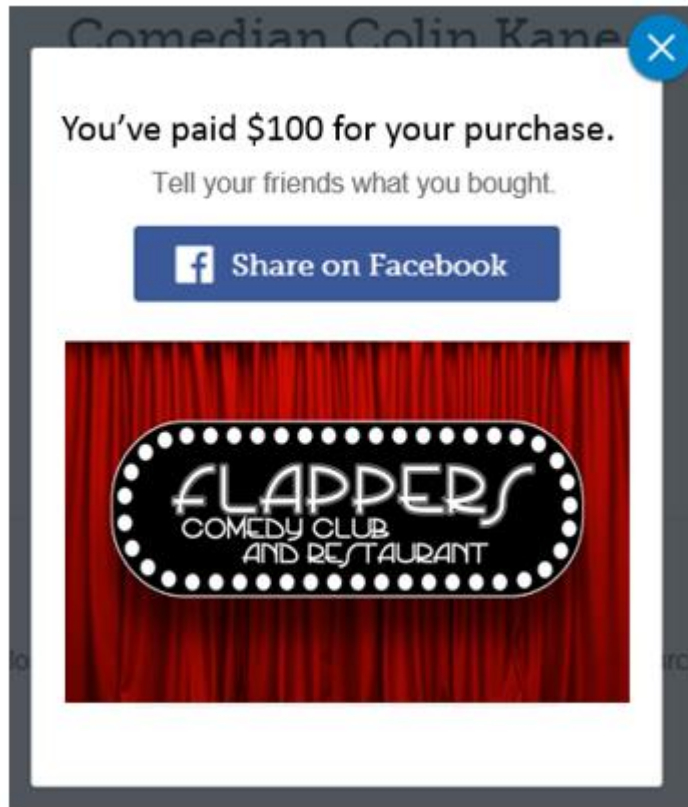 Comedian Colin Kane
You've paid $100 for your purchase.
Tell your friends what you bought.
f Share on Facebook
FLAPPERS
COMEDY CLUB
AND RESTAURANT